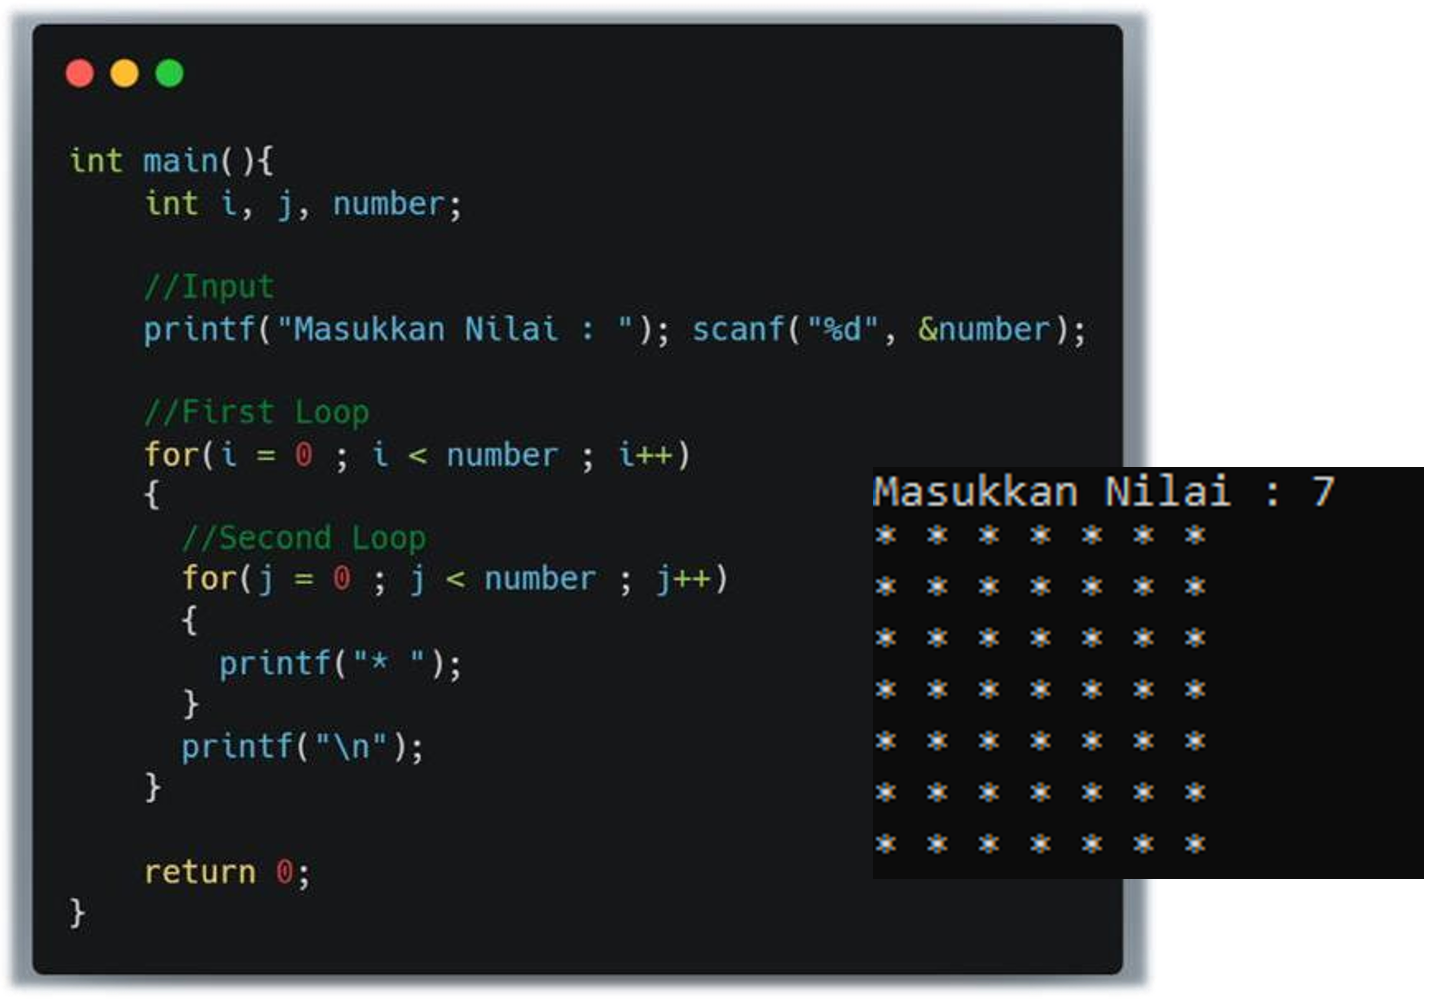 int main(){
int i, j, number;
//Input
printf("Masukkan Nilai : "); scanf("%d", &number);
//First Loop
for(i = 0 ; i < number ; i++)
{
//Second Loop
for(j = 0 ; j < number ; j++)
{
printf("* ");
}
printf("\n");
}
return 0;
}
Masukkan Nilai : 7
* * * * * * *
* * * * * * *
* * * * * * *
* * * * * * *
* * * * * * *
* * * * * * *
* * * * * * *